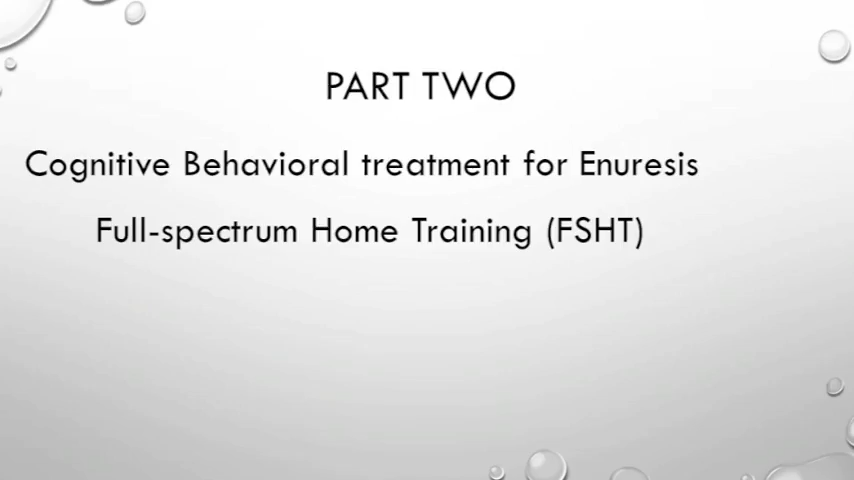 PART TWO
Cognitive Behavioral treatment for Enuresis
Full-spectrum Home Training (FSHT)